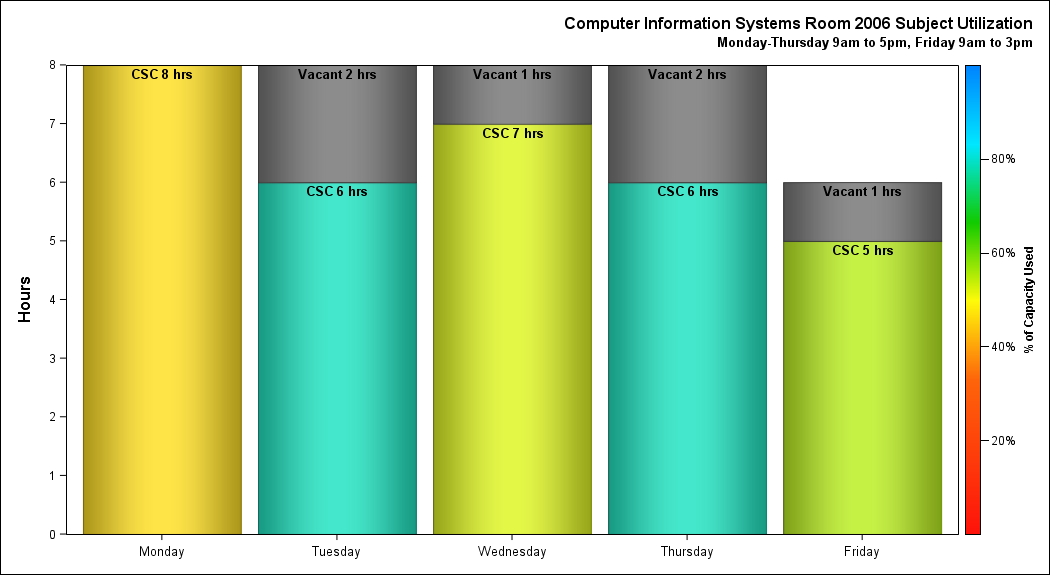 Computer Information Systems Room 2006 Subject Utilization
Monday-Thursday 9am to 5pm, Friday 9am to 3pm
Hours
8
7
6
5
4
3
2
1
0
CSC 8 hrs
Vacant 2 hrs
CSC 6 hrs
Vacant 1 hrs
CSC 7 hrs
Vacant 2 hrs
CSC 6 hrs
Vacant 1 hrs
CSC 5 hrs
Monday
Tuesday
Wednesday
Thursday
Friday
80%
60%
40%
20%
% of Capacity Used